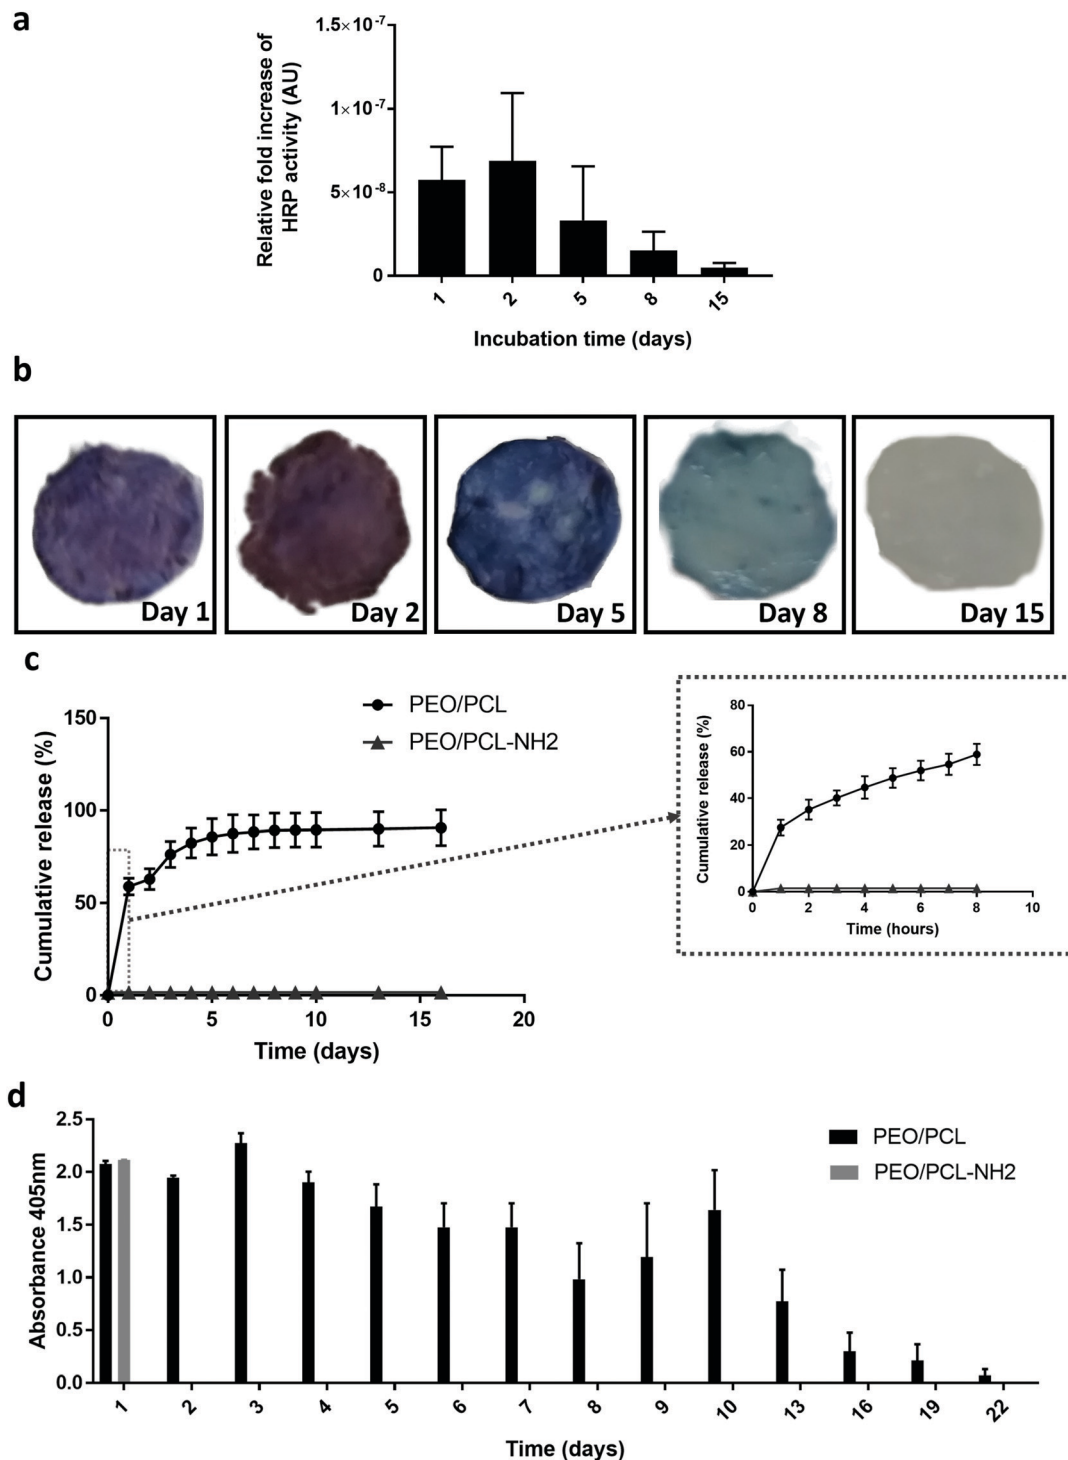 a
1.5×10⁻⁷
1×10⁻⁷
5×10⁻⁸
0
Relative fold increase of
HRP activity (AU)
1 2 5 8 15
Incubation time (days)
b
Day 1 Day 2 Day 5 Day 8 Day 15
c
PEO/PCL
PEO/PCL-NH2
150
100
50
0
Cumulative release (%)
0 5 10 15 20
Time (days)
80
60
40
20
0
Cumulative release (%)
0 2 4 6 8 10
Time (hours)
d
PEO/PCL
PEO/PCL-NH2
2.5
2.0
1.5
1.0
0.5
0.0
Absorbance 405nm
1 2 3 4 5 6 7 8 9 10 13 16 19 22
Time (days)